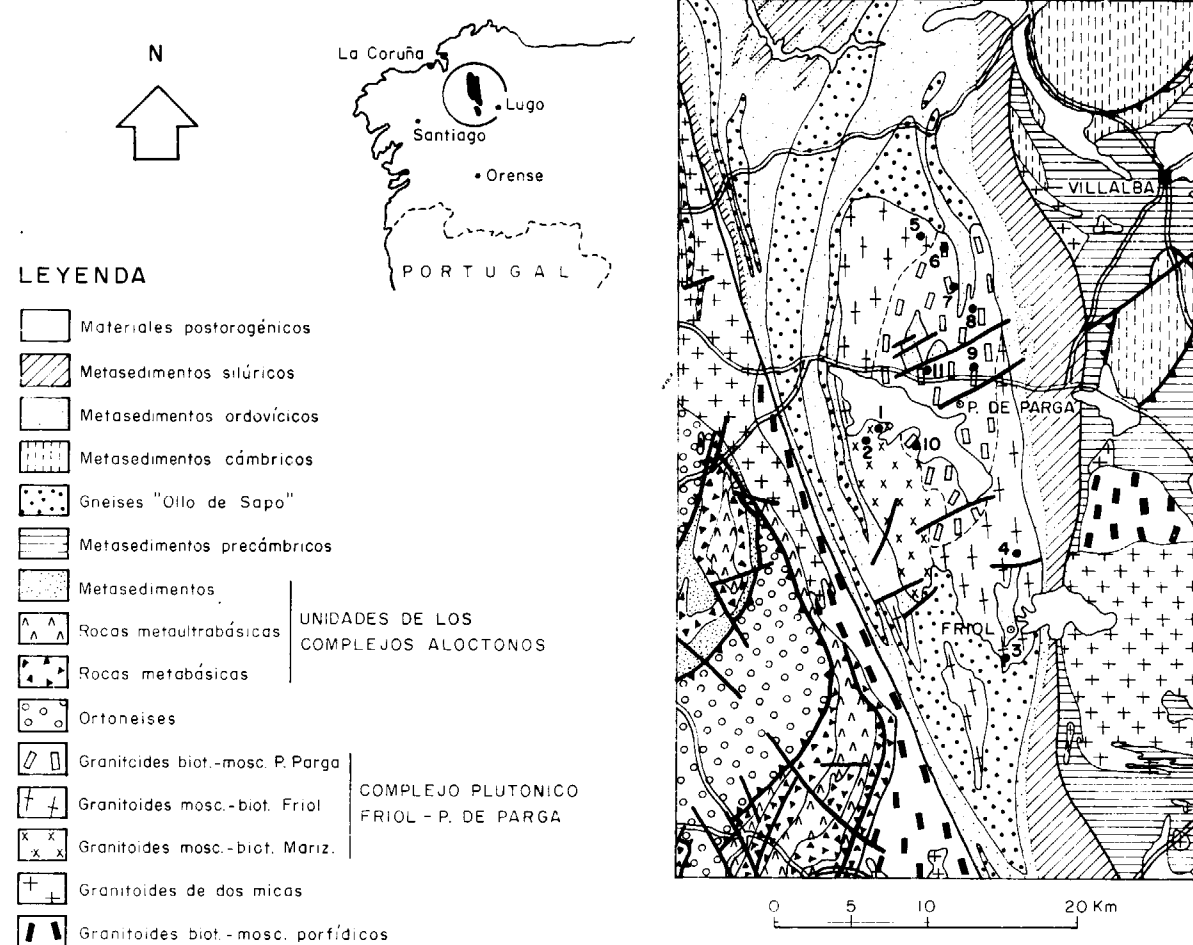 N
La Coruña
Lugo
Santiago
Orense
PORTUGAL
LEYENDA
Materiales postorogénicos
Metasedimentos silúricos
Metasedimentos ordovícicos
Metasedimentos cámbricos
Gneises "Ollo de Sapo"
Metasedimentos precámbricos
Metasedimentos
Rocas metaultrabásicas
Rocas metabásicas
UNIDADES DE LOS
COMPLEJOS ALOCTONOS
Ortoneises
Granitoides biot.-mosc. P. Parga
Granitoides mosc.-biot. Friol
Granitoides mosc.-biot. Mariz.
COMPLEJO PLUTONICO
FRIOL - P. DE PARGA
Granitoides de dos micas
Granitoides biot.-mosc. porfídicos
VILLALBA
5
6
7
8
9
11
P. DE PARGA
1
2
10
4
FRIOL
3
0 5 10 20 Km